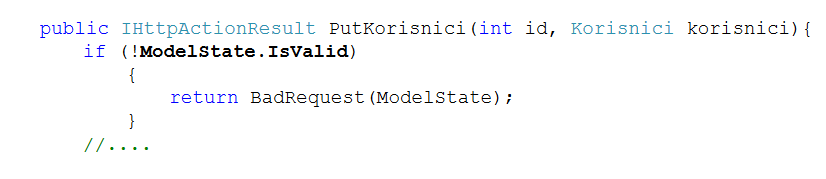 public IHttpActionResult PutKorisnici(int id, Korisnici korisnici){
if (!ModelState.IsValid)
{
return BadRequest(ModelState);
}
//....